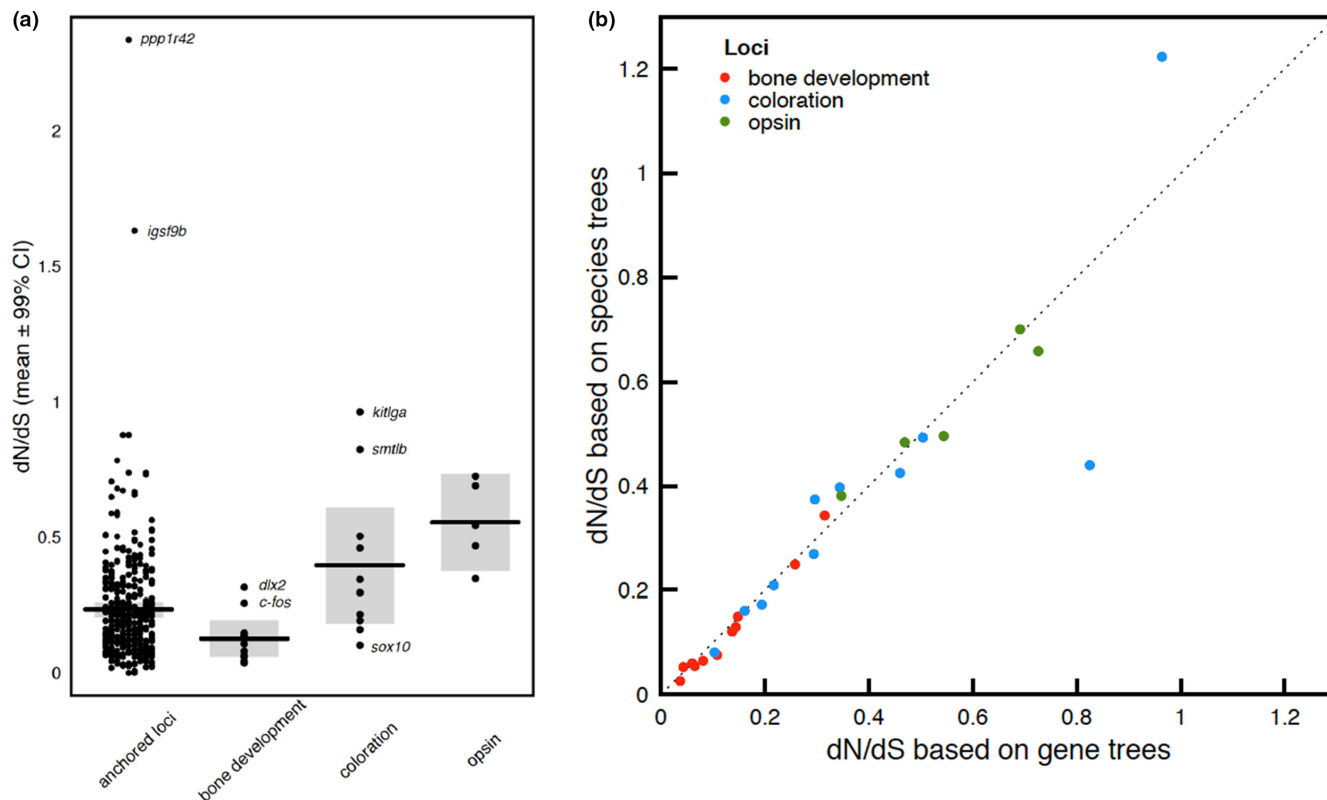 (a)
ppp1r42
igsf9b
kitlga
smtlb
dlx2
c-fos
sox10
dN/dS (mean ± 99% CI)
2
1.5
1
0.5
0
anchored loci
bone development
coloration
opsin
(b)
Loci
bone development
coloration
opsin
dN/dS based on species trees
1.2
1
0.8
0.6
0.4
0.2
0
0 0.2 0.4 0.6 0.8 1 1.2
dN/dS based on gene trees